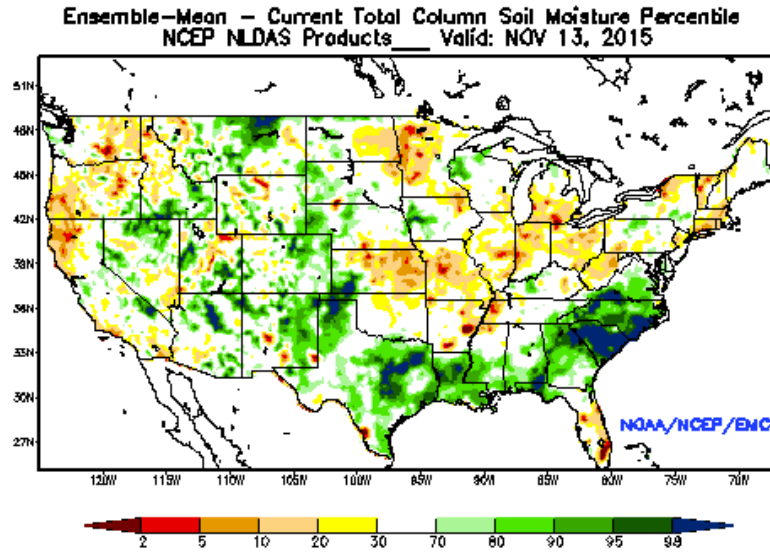 Ensemble-Mean - Current Total Column Soil Moisture Percentile
NCEP NLDAS Products___ Valid: NOV 13, 2015
51N
48N
45N
42N
39N
36N
33N
30N
27N
NOAA/NCEP/EMC
120W 115W 110W 105W 100W 95W 90W 85W 80W 75W 70W
2 5 10 20 30 70 80 90 95 98